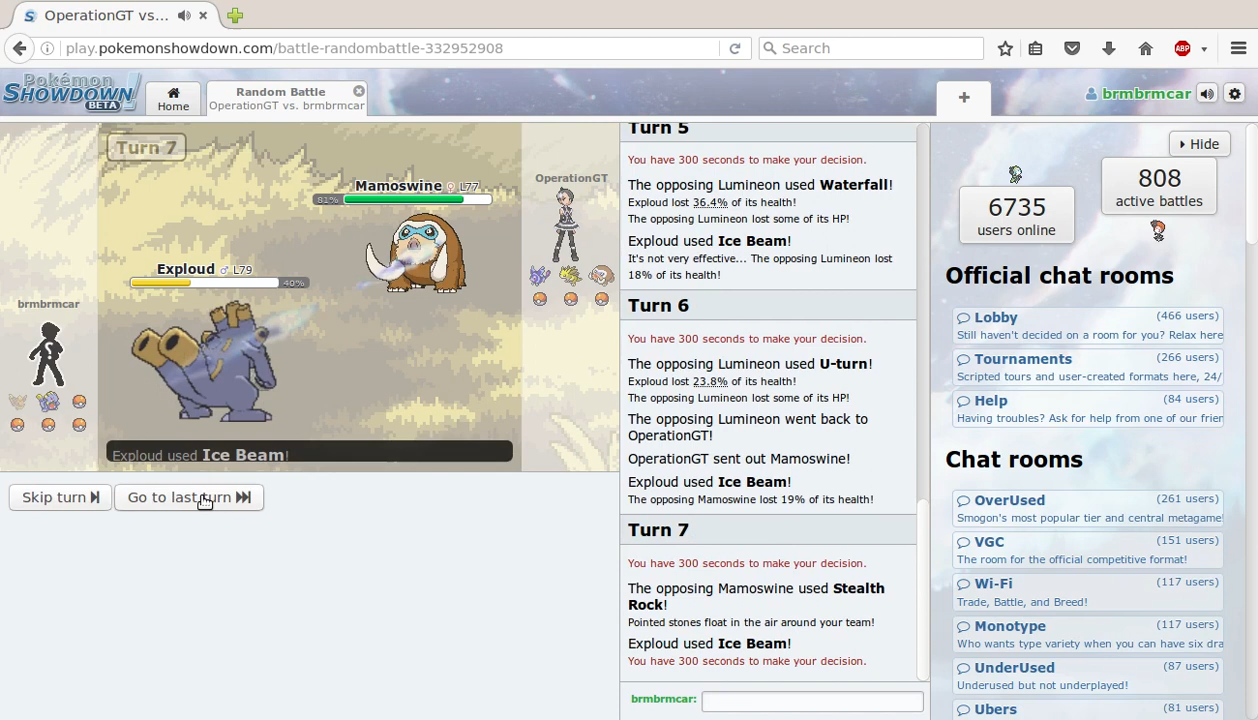 OperationGT vs...
play.pokemonshowdown.com/battle-randombattle-332952908
Search
ABP
Pokémon
SHOWDOWN!
BETA
Home
Random Battle
OperationGT vs. brmbrmcar
+
brmbrmcar
Turn 7
Mamoswine ♀ L77
81%
Exploud ♂ L79
40%
brmbrmcar
OperationGT
Exploud used Ice Beam!
Skip turn
Go to last turn
Turn 5
You have 300 seconds to make your decision.
The opposing Lumineon used Waterfall!
Exploud lost 36.4% of its health!
The opposing Lumineon lost some of its HP!
Exploud used Ice Beam!
It's not very effective... The opposing Lumineon lost
18% of its health!
Turn 6
You have 300 seconds to make your decision.
The opposing Lumineon used U-turn!
Exploud lost 23.8% of its health!
The opposing Lumineon lost some of its HP!
The opposing Lumineon went back to
OperationGT!
OperationGT sent out Mamoswine!
Exploud used Ice Beam!
The opposing Mamoswine lost 19% of its health!
Turn 7
You have 300 seconds to make your decision.
The opposing Mamoswine used Stealth
Rock!
Pointed stones float in the air around your team!
Exploud used Ice Beam!
You have 300 seconds to make your decision.
brmbrmcar:
Hide
6735
users online
808
active battles
Official chat rooms
Lobby (466 users)
Still haven't decided on a room for you? Relax here
Tournaments (266 users)
Scripted tours and user-created formats here, 24/
Help (84 users)
Having troubles? Ask for help from one of our frien
Chat rooms
OverUsed (261 users)
Smogon's most popular tier and central metagame!
VGC (151 users)
The room for the official competitive format!
Wi-Fi (117 users)
Trade, Battle, and Breed!
Monotype (117 users)
Who wants type variety when you can have six dra
UnderUsed (87 users)
Underused but not underplayed!
Ubers (81 users)